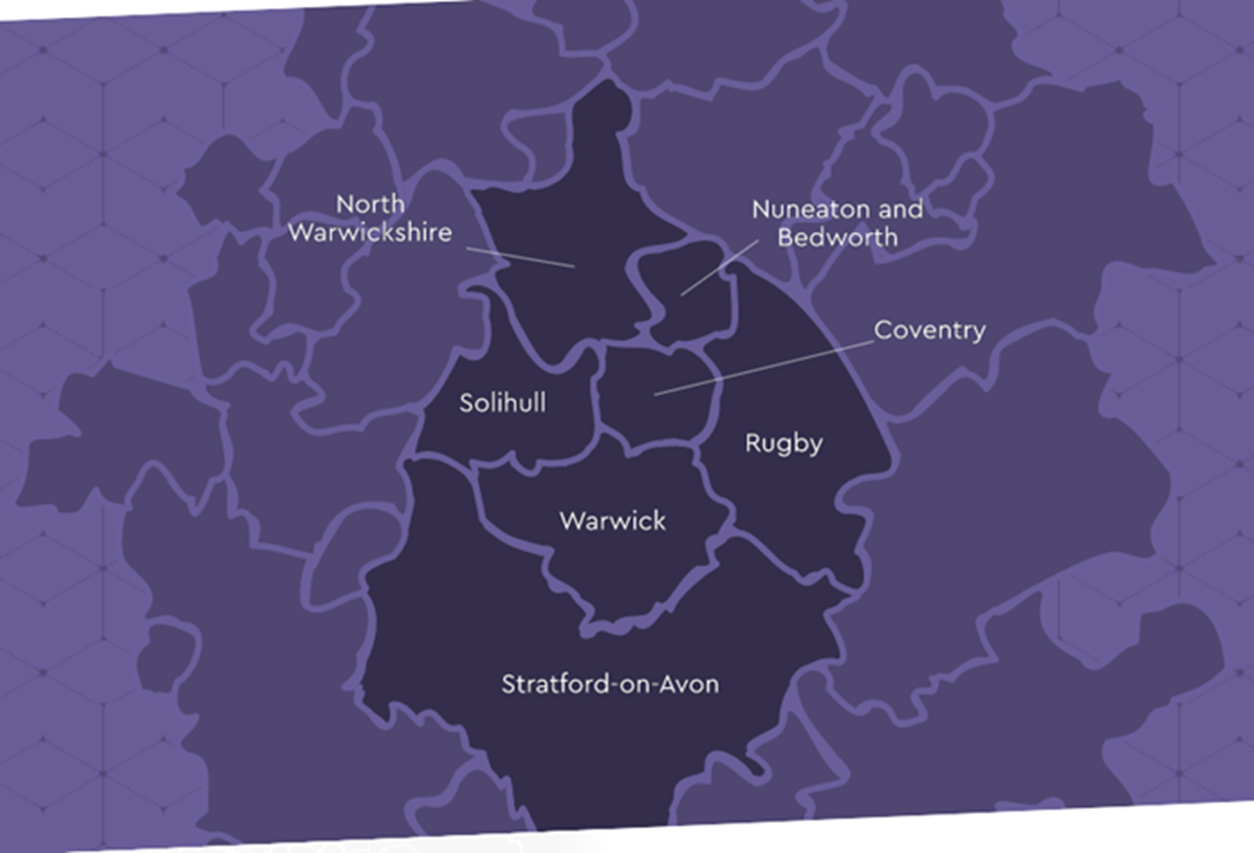 North
Warwickshire
Nuneaton and
Bedworth
Coventry
Solihull
Rugby
Warwick
Stratford-on-Avon